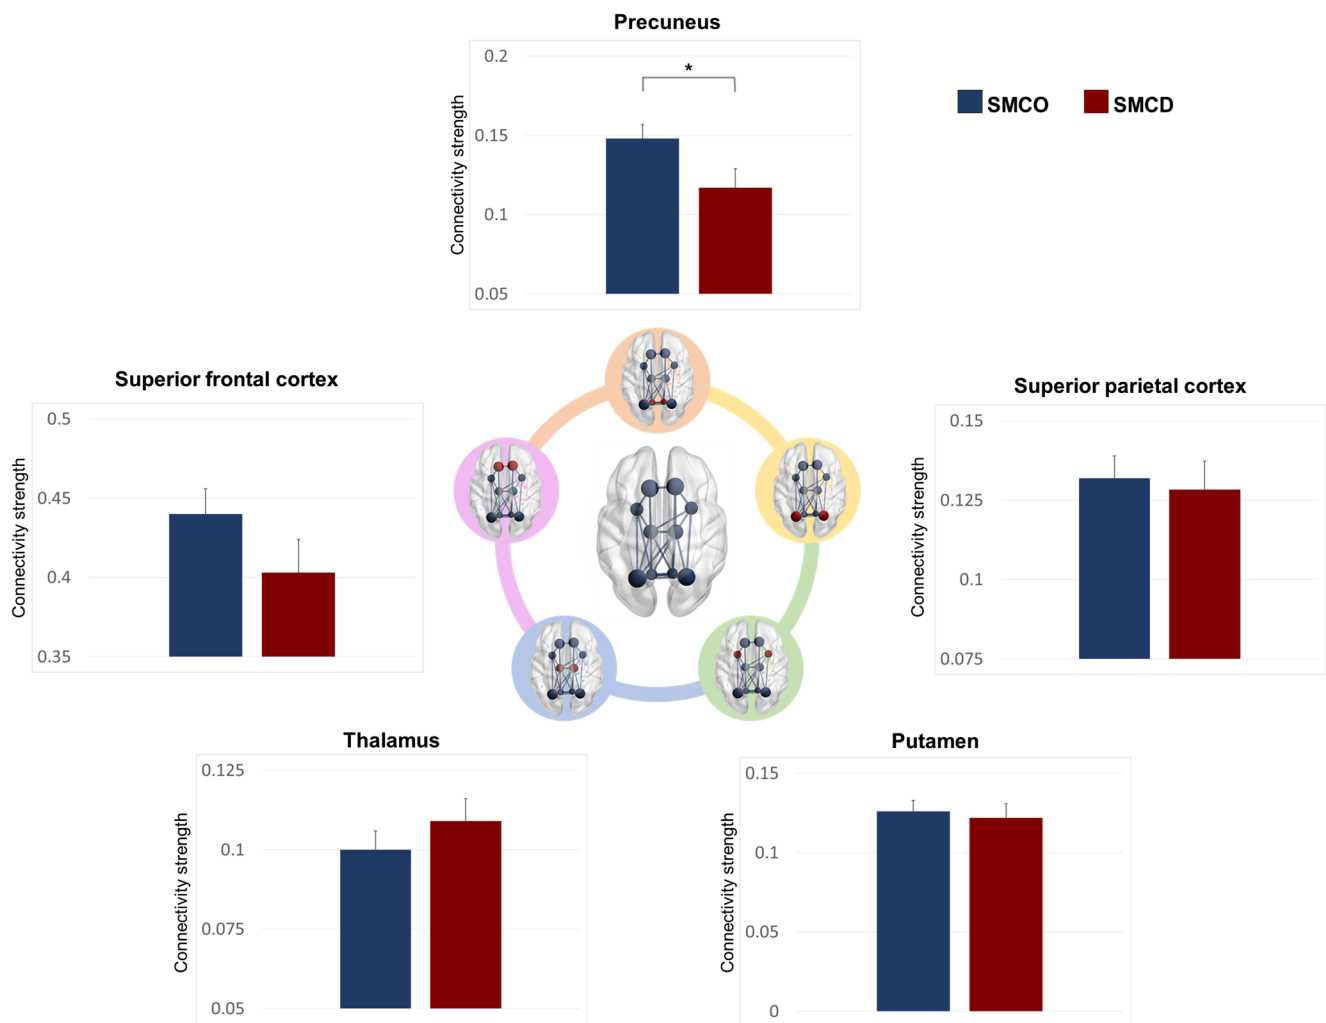 Precuneus
0.2
*
0.15
0.1
0.05
Connectivity strength
SMCO
SMCD
Superior frontal cortex
0.5
0.45
0.4
0.35
Connectivity strength
Superior parietal cortex
0.15
0.125
0.1
0.075
Connectivity strength
Thalamus
0.125
0.1
0.075
0.05
Connectivity strength
Putamen
0.15
0.1
0.05
0
Connectivity strength